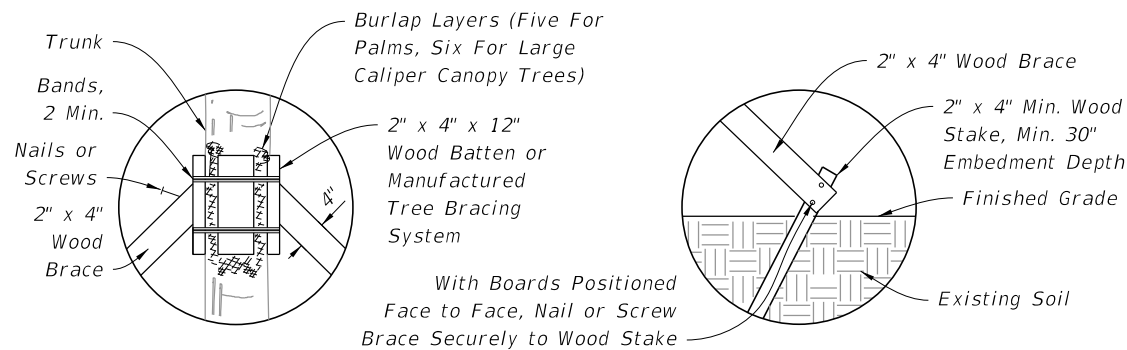 Trunk
Bands,
2 Min.
Nails or
Screws
2" x 4"
Wood
Brace
Burlap Layers (Five For
Palms, Six For Large
Caliper Canopy Trees)
2" x 4" x 12"
Wood Batten or
Manufactured
Tree Bracing
System
4"
With Boards Positioned
Face to Face, Nail or Screw
Brace Securely to Wood Stake
2" x 4" Wood Brace
2" x 4" Min. Wood
Stake, Min. 30"
Embedment Depth
Finished Grade
Existing Soil